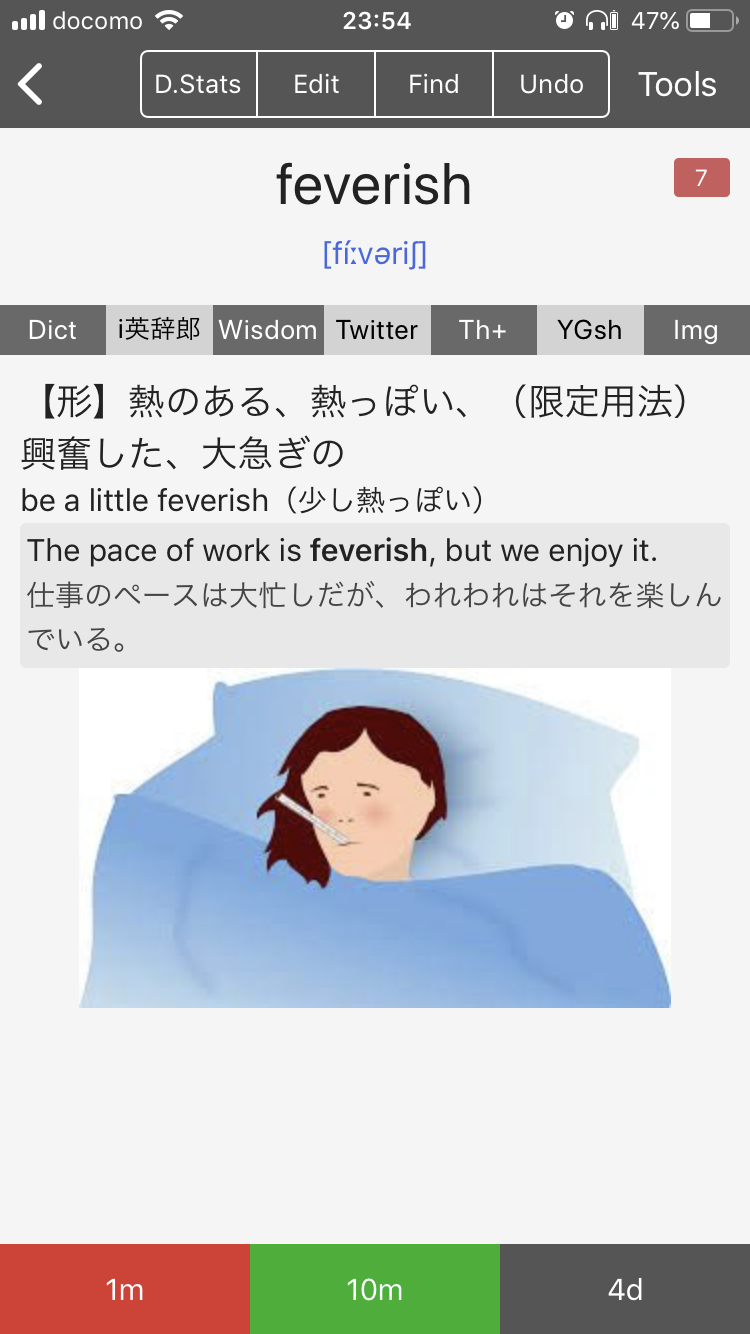 docomo 23:54 47%
D.Stats Edit Find Undo Tools
feverish 7
[fíːvəriʃ]
Dict i英辞郎 Wisdom Twitter Th+ YGsh Img
【形】熱のある、熱っぽい、（限定用法）
興奮した、大急ぎの
be a little feverish（少し熱っぽい）
The pace of work is feverish, but we enjoy it.
仕事のペースは大忙しだが、われわれはそれを楽しん
でいる。
1m 10m 4d